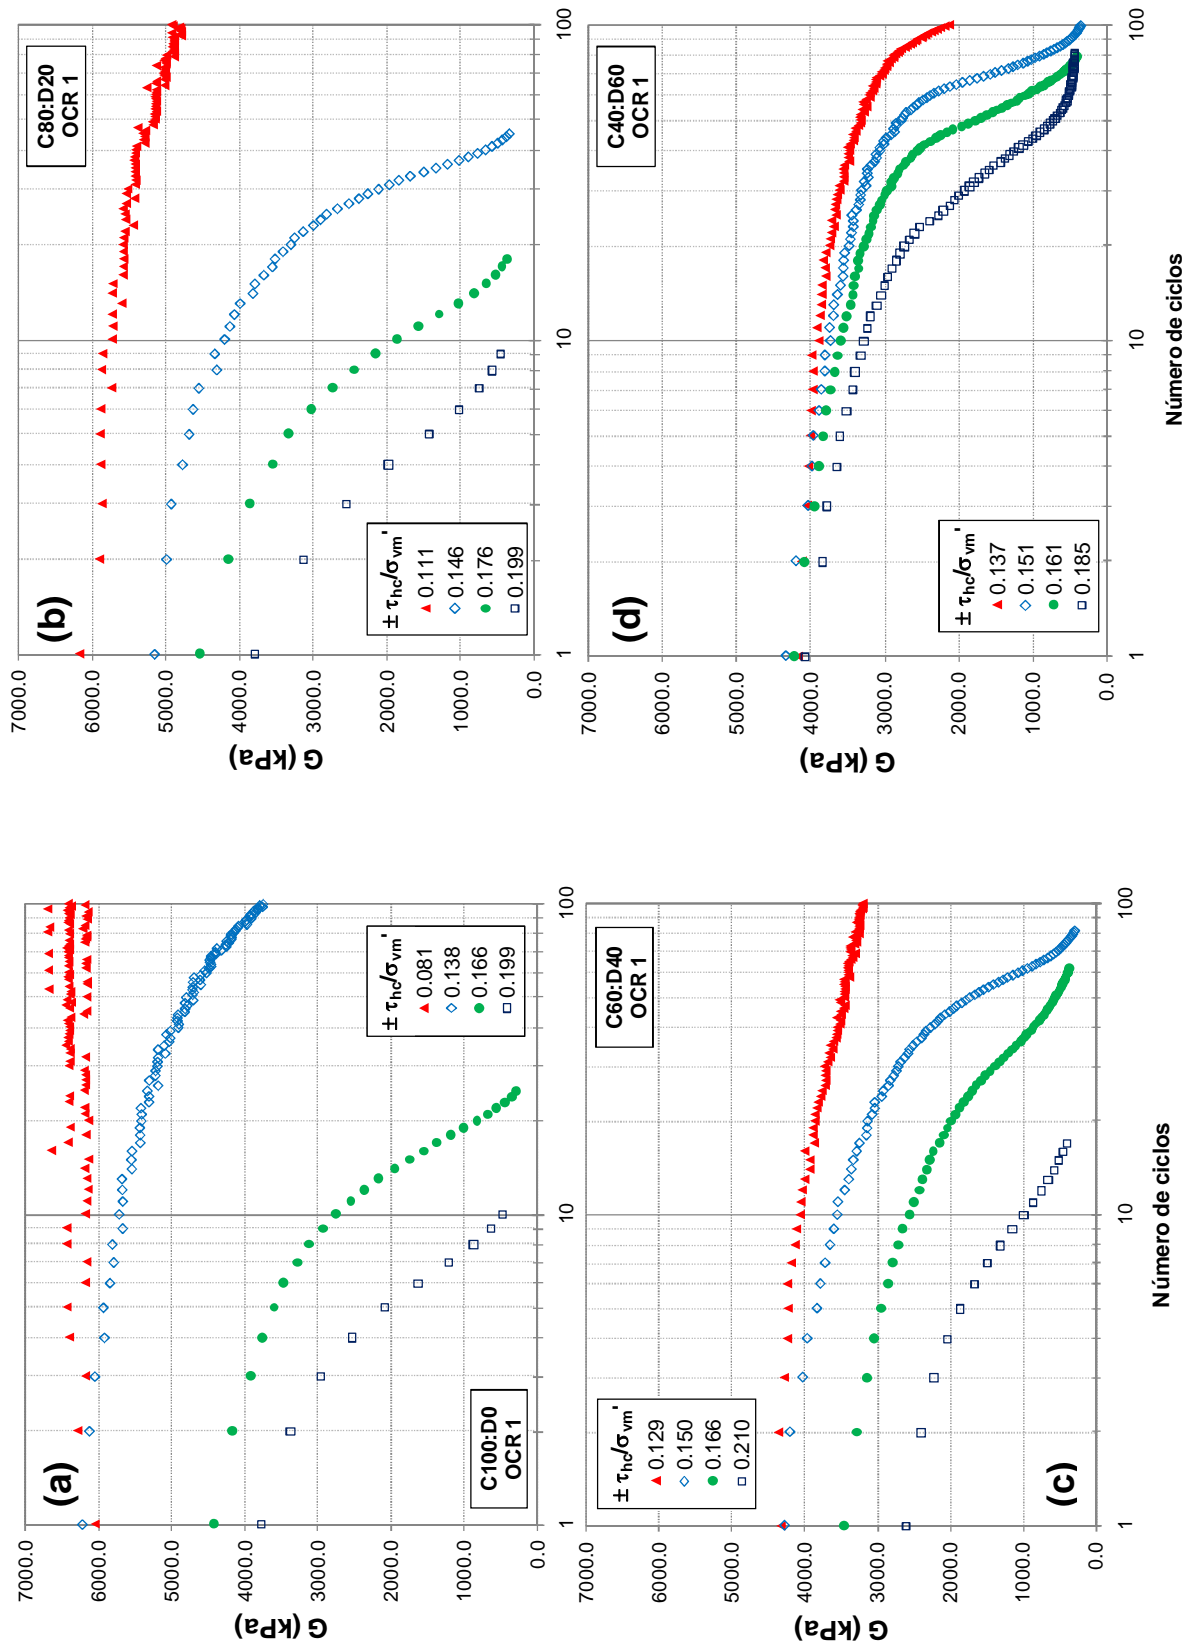 (a)
C100:D0
OCR 1
G (kPa)
7000.0
6000.0
5000.0
4000.0
3000.0
2000.0
1000.0
0.0
1
10
100
± τhc/σvm'
0.081
0.138
0.166
0.199
(b)
C80:D20
OCR 1
G (kPa)
7000.0
6000.0
5000.0
4000.0
3000.0
2000.0
1000.0
0.0
1
10
100
± τhc/σvm'
0.111
0.146
0.176
0.199
(c)
C60:D40
OCR 1
G (kPa)
7000.0
6000.0
5000.0
4000.0
3000.0
2000.0
1000.0
0.0
1
10
100
Número de ciclos
± τhc/σvm'
0.129
0.150
0.166
0.210
(d)
C40:D60
OCR 1
G (kPa)
7000.0
6000.0
5000.0
4000.0
3000.0
2000.0
1000.0
0.0
1
10
100
Número de ciclos
± τhc/σvm'
0.137
0.151
0.161
0.185